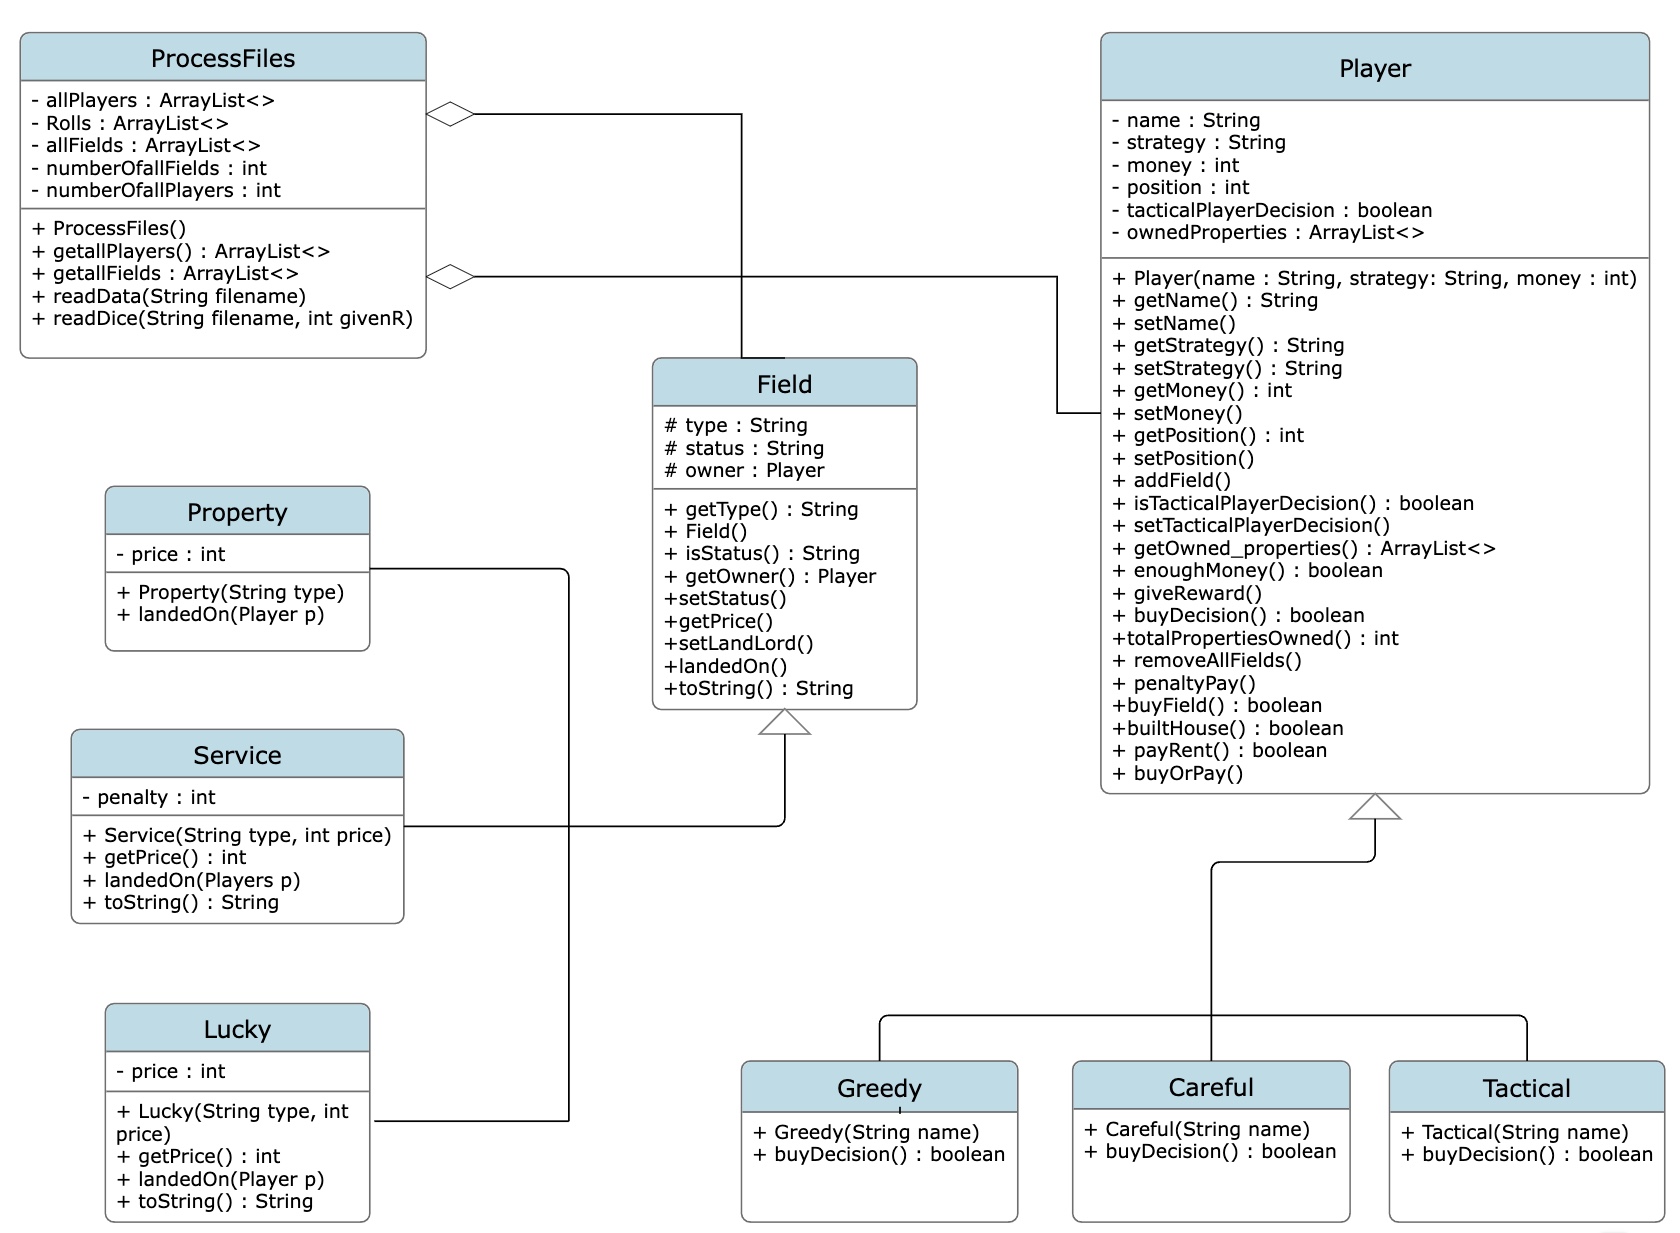 ProcessFiles
- allPlayers : ArrayList<>
- Rolls : ArrayList<>
- allFields : ArrayList<>
- numberOfallFields : int
- numberOfallPlayers : int
+ ProcessFiles()
+ getallPlayers() : ArrayList<>
+ getallFields : ArrayList<>
+ readData(String filename)
+ readDice(String filename, int givenR)
Player
- name : String
- strategy : String
- money : int
- position : int
- tacticalPlayerDecision : boolean
- ownedProperties : ArrayList<>
+ Player(name : String, strategy: String, money : int)
+ getName() : String
+ setName()
+ getStrategy() : String
+ setStrategy() : String
+ getMoney() : int
+ setMoney()
+ getPosition() : int
+ setPosition()
+ addField()
+ isTacticalPlayerDecision() : boolean
+ setTacticalPlayerDecision()
+ getOwned_properties() : ArrayList<>
+ enoughMoney() : boolean
+ giveReward()
+ buyDecision() : boolean
+totalPropertiesOwned() : int
+ removeAllFields()
+ penaltyPay()
+buyField() : boolean
+builtHouse() : boolean
+ payRent() : boolean
+ buyOrPay()
Field
# type : String
# status : String
# owner : Player
+ getType() : String
+ Field()
+ isStatus() : String
+ getOwner() : Player
+setStatus()
+getPrice()
+setLandLord()
+landedOn()
+toString() : String
Property
- price : int
+ Property(String type)
+ landedOn(Player p)
Service
- penalty : int
+ Service(String type, int price)
+ getPrice() : int
+ landedOn(Players p)
+ toString() : String
Lucky
- price : int
+ Lucky(String type, int
price)
+ getPrice() : int
+ landedOn(Player p)
+ toString() : String
Greedy
+ Greedy(String name)
+ buyDecision() : boolean
Careful
+ Careful(String name)
+ buyDecision() : boolean
Tactical
+ Tactical(String name)
+ buyDecision() : boolean